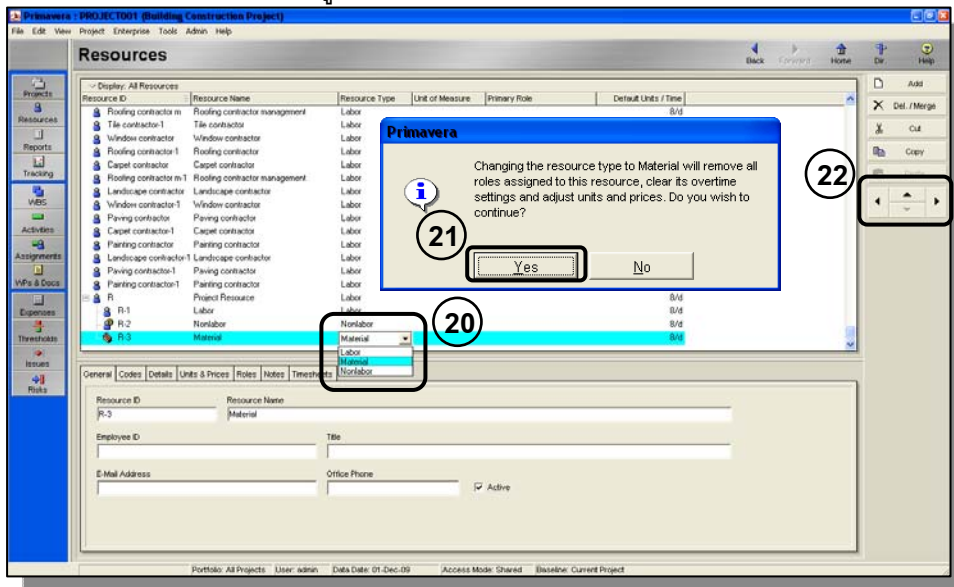 Primavera : PROJECT001 (Building Construction Project)
File Edit View Project Enterprise Tools Admin Help
Resources
Back Forward Home Dir. Help
Projects
Resources
Reports
Tracking
WBS
Activities
Assignments
WPs & Docs
Expenses
Thresholds
Issues
Risks
Display: All Resources
Resource ID Resource Name Resource Type Unit of Measure Primary Role Default Units / Time
Roofing contractor m Roofing contractor management Labor 8/d
Tile contractor-1 Tile contractor Labor
Window contractor Window contractor Labor
Roofing contractor-1 Roofing contractor Labor
Carpet contractor Carpet contractor Labor
Roofing contractor m-1 Roofing contractor management Labor
Landscape contractor Landscape contractor Labor
Window contractor-1 Window contractor Labor
Paving contractor Paving contractor Labor
Carpet contractor-1 Carpet contractor Labor
Painting contractor Painting contractor Labor
Landscape contractor-1 Landscape contractor Labor
Paving contractor-1 Paving contractor Labor
Painting contractor-1 Painting contractor Labor
R Project Resource Labor 8/d
R-1 Labor Labor 8/d
R-2 Nonlabor Nonlabor 8/d
R-3 Material Material 8/d
Labor
Material
Nonlabor
20
Primavera
Changing the resource type to Material will remove all
roles assigned to this resource, clear its overtime
settings and adjust units and prices. Do you wish to
continue?
21
Yes No
22
Add
Del. / Merge
Cut
Copy
General Codes Details Units & Prices Roles Notes Timesheets
Resource ID Resource Name
R-3 Material
Employee ID Title
E-Mail Address Office Phone
Active
Portfolio: All Projects User: admin Data Date: 01-Dec-09 Access Mode: Shared Baseline: Current Project